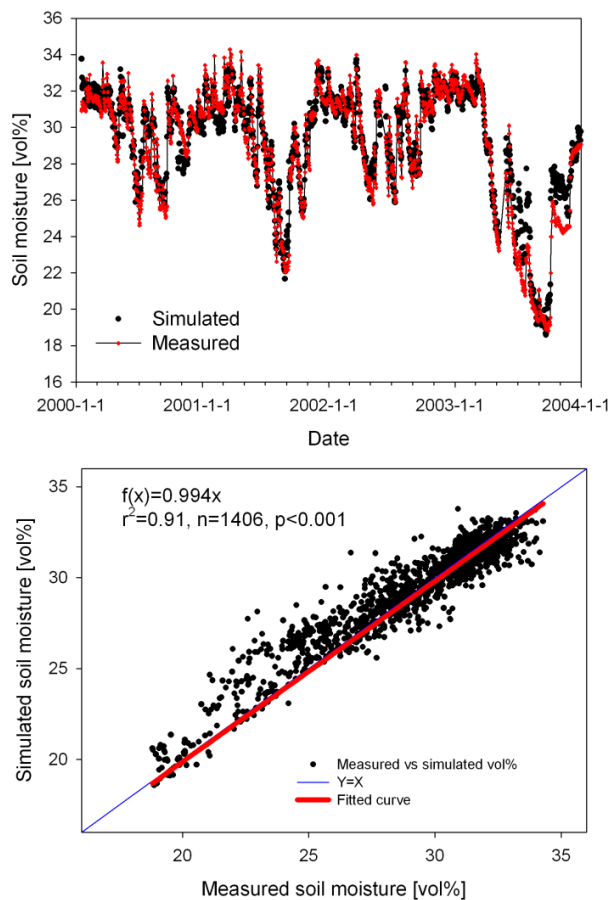 36
34
32
30
28
26
24
22
20
18
16
Soil moisture [vol%]
Simulated
Measured
2000-1-1
2001-1-1
2002-1-1
2003-1-1
2004-1-1
Date
f(x)=0.994x
r²=0.91, n=1406, p<0.001
35
30
25
20
Simulated soil moisture [vol%]
Measured vs simulated vol%
Y=X
Fitted curve
20
25
30
35
Measured soil moisture [vol%]